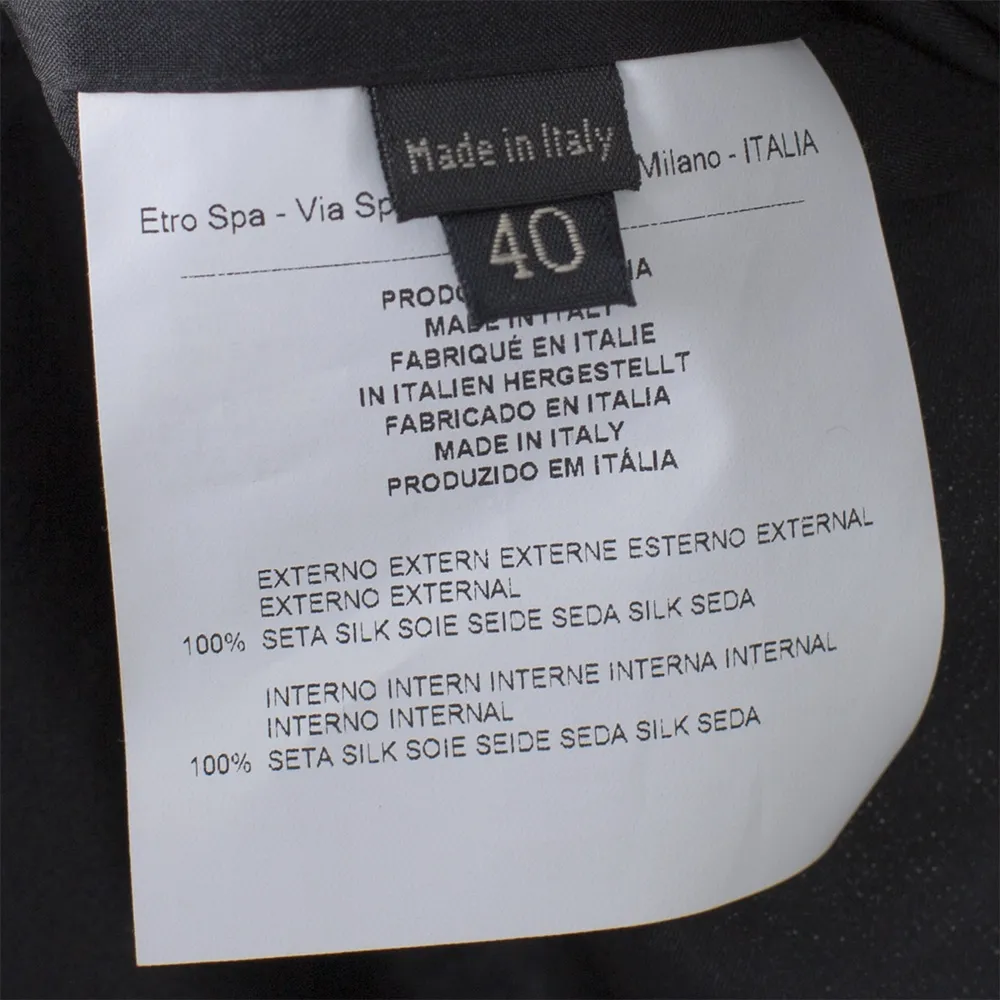 Made in Italy
40
Etro Spa - Via Sp Milano - ITALIA
MADE IN ITALY
FABRIQUÉ EN ITALIE
IN ITALIEN HERGESTELLT
FABRICADO EN ITALIA
MADE IN ITALY
PRODUZIDO EM ITÁLIA
EXTERNO EXTERN EXTERNE ESTERNO EXTERNAL
EXTERNO EXTERNAL
100% SETA SILK SOIE SEIDE SEDA SILK SEDA
INTERNO INTERN INTERNE INTERNA INTERNAL
INTERNO INTERNAL
100% SETA SILK SOIE SEIDE SEDA SILK SEDA